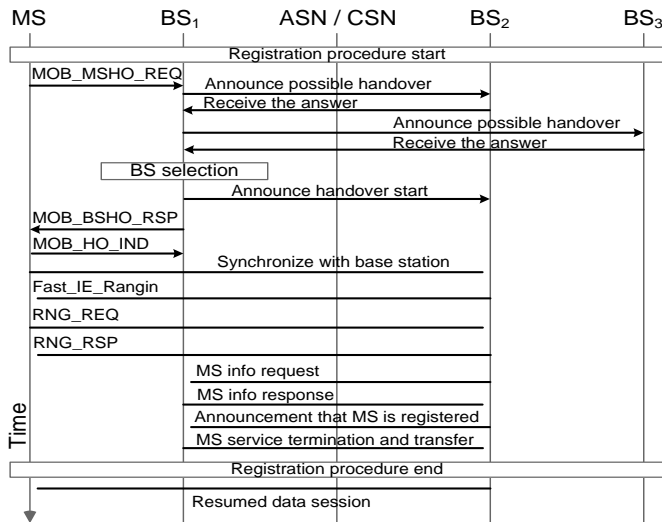 MS BS1 ASN / CSN BS2 BS3
Registration procedure start
MOB_MSHO_REQ
Announce possible handover
Receive the answer
Announce possible handover
Receive the answer
BS selection
Announce handover start
MOB_BSHO_RSP
MOB_HO_IND
Synchronize with base station
Fast_IE_Rangin
RNG_REQ
RNG_RSP
MS info request
MS info response
Announcement that MS is registered
MS service termination and transfer
Time
Registration procedure end
Resumed data session